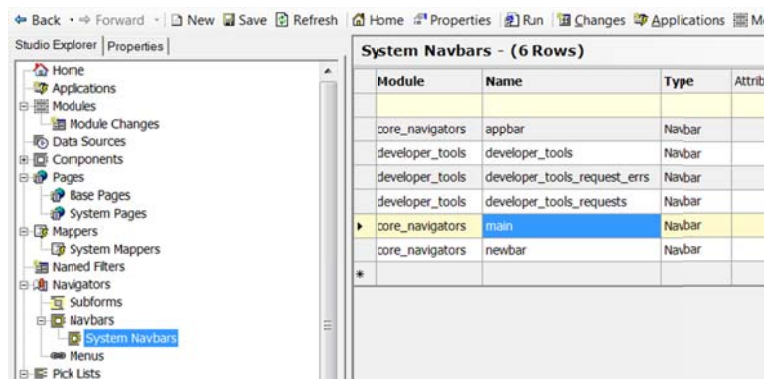 Back Forward New Save Refresh Home Properties Run Changes Applications
Studio Explorer Properties
Home
Applications
Modules
Module Changes
Data Sources
Components
Pages
Base Pages
System Pages
Mappers
System Mappers
Named Filters
Navigators
Subforms
Navbars
System Navbars
Menus
Pick Lists
System Navbars - (6 Rows)
Module Name Type Attrib
core_navigators appbar Navbar
developer_tools developer_tools Navbar
developer_tools developer_tools_request_errs Navbar
developer_tools developer_tools_requests Navbar
core_navigators main Navbar
core_navigators newbar Navbar